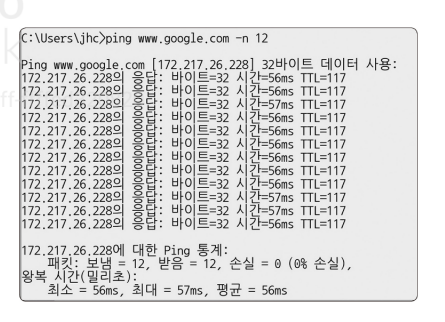 C:\Users\jhc>ping www.google.com -n 12
Ping www.google.com [172.217.26.228] 32바이트 데이터 사용:
172.217.26.228의 응답: 바이트=32 시간=56ms TTL=117
172.217.26.228의 응답: 바이트=32 시간=56ms TTL=117
172.217.26.228의 응답: 바이트=32 시간=57ms TTL=117
172.217.26.228의 응답: 바이트=32 시간=56ms TTL=117
172.217.26.228의 응답: 바이트=32 시간=56ms TTL=117
172.217.26.228의 응답: 바이트=32 시간=56ms TTL=117
172.217.26.228의 응답: 바이트=32 시간=56ms TTL=117
172.217.26.228의 응답: 바이트=32 시간=56ms TTL=117
172.217.26.228의 응답: 바이트=32 시간=56ms TTL=117
172.217.26.228의 응답: 바이트=32 시간=57ms TTL=117
172.217.26.228의 응답: 바이트=32 시간=57ms TTL=117
172.217.26.228의 응답: 바이트=32 시간=56ms TTL=117
172.217.26.228에 대한 Ping 통계:
패킷: 보냄 = 12, 받음 = 12, 손실 = 0 (0% 손실),
왕복 시간(밀리초):
최소 = 56ms, 최대 = 57ms, 평균 = 56ms